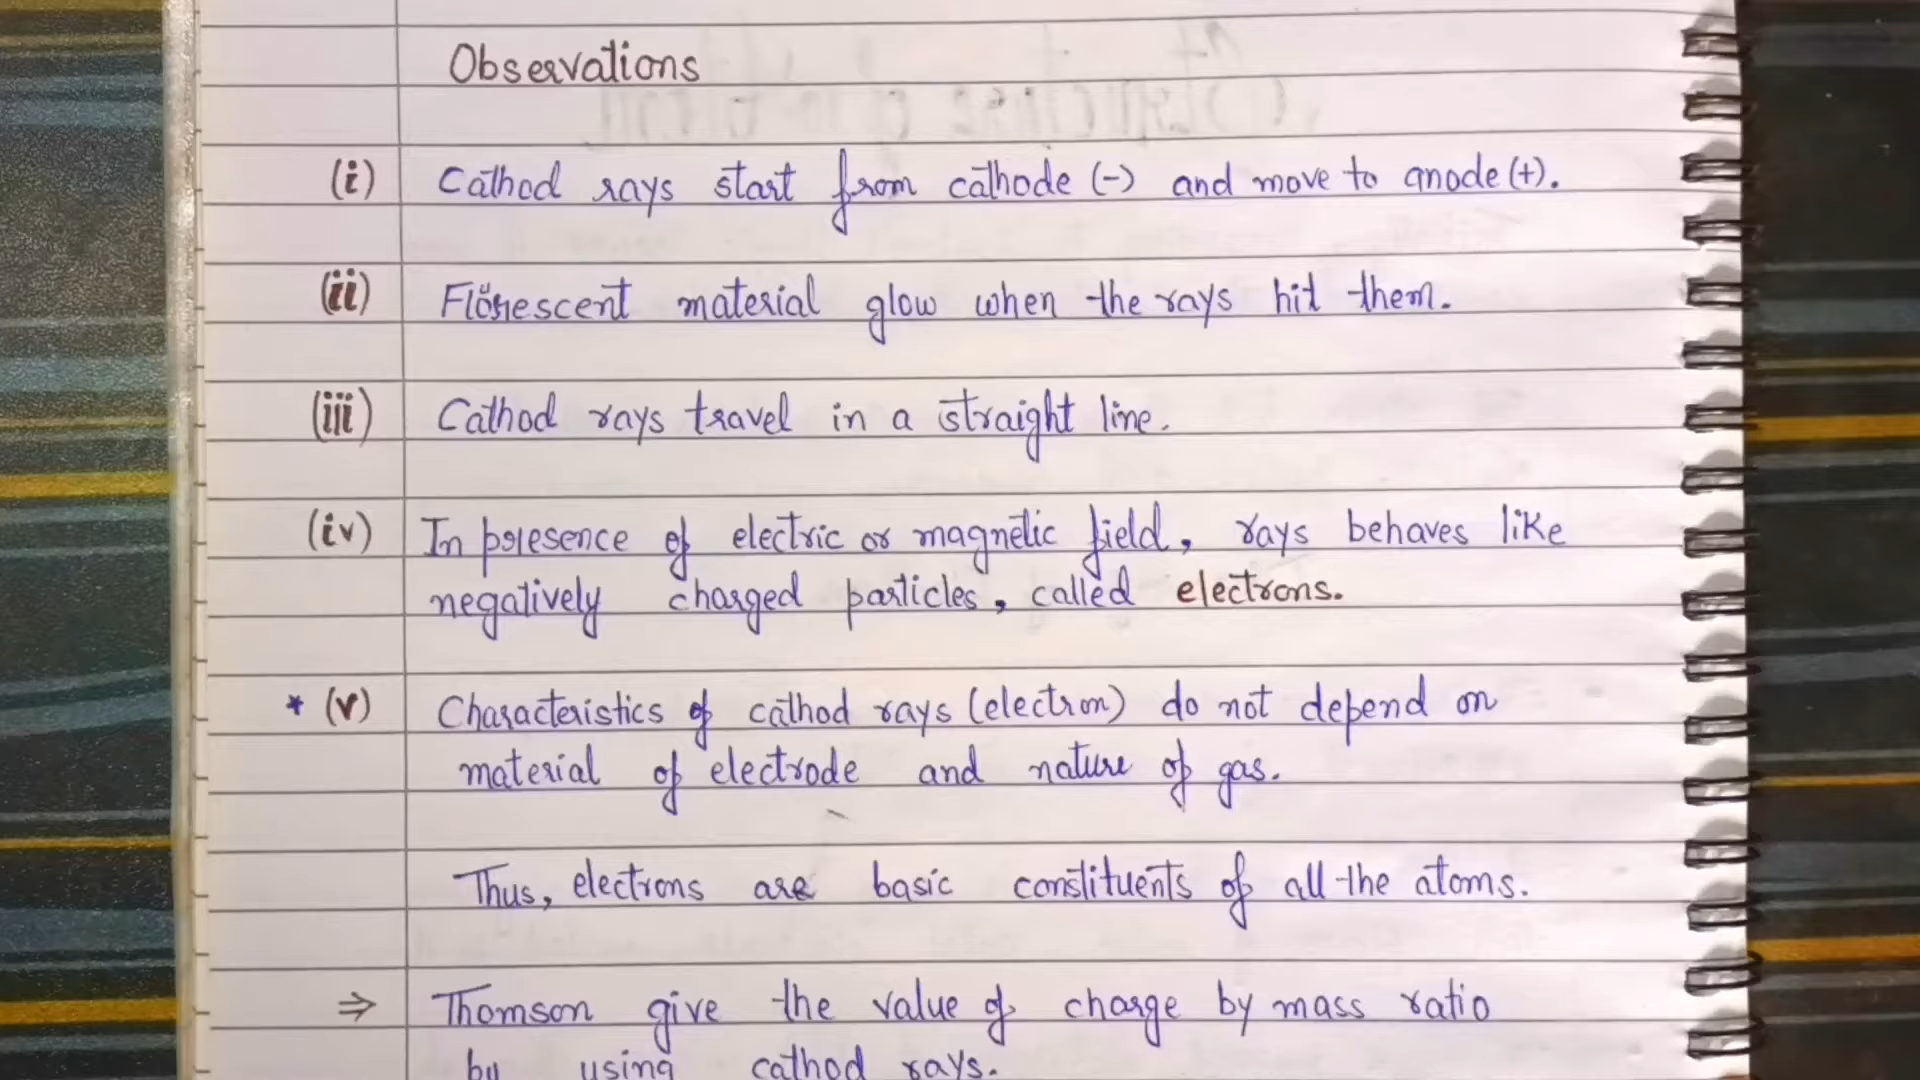 Observations
(i) Cathod rays start from cathode (-) and move to anode (+).
(ii) Florescent material glow when the rays hit them.
(iii) Cathod rays travel in a straight line.
(iv) In presence of electric or magnetic field, rays behaves like
negatively charged particles, called electrons.
* (v) Characteristics of cathod rays (electron) do not depend on
material of electrode and nature of gas.
Thus, electrons are basic constituents of all the atoms.
⇒ Thomson give the value of charge by mass ratio
by using cathod rays.